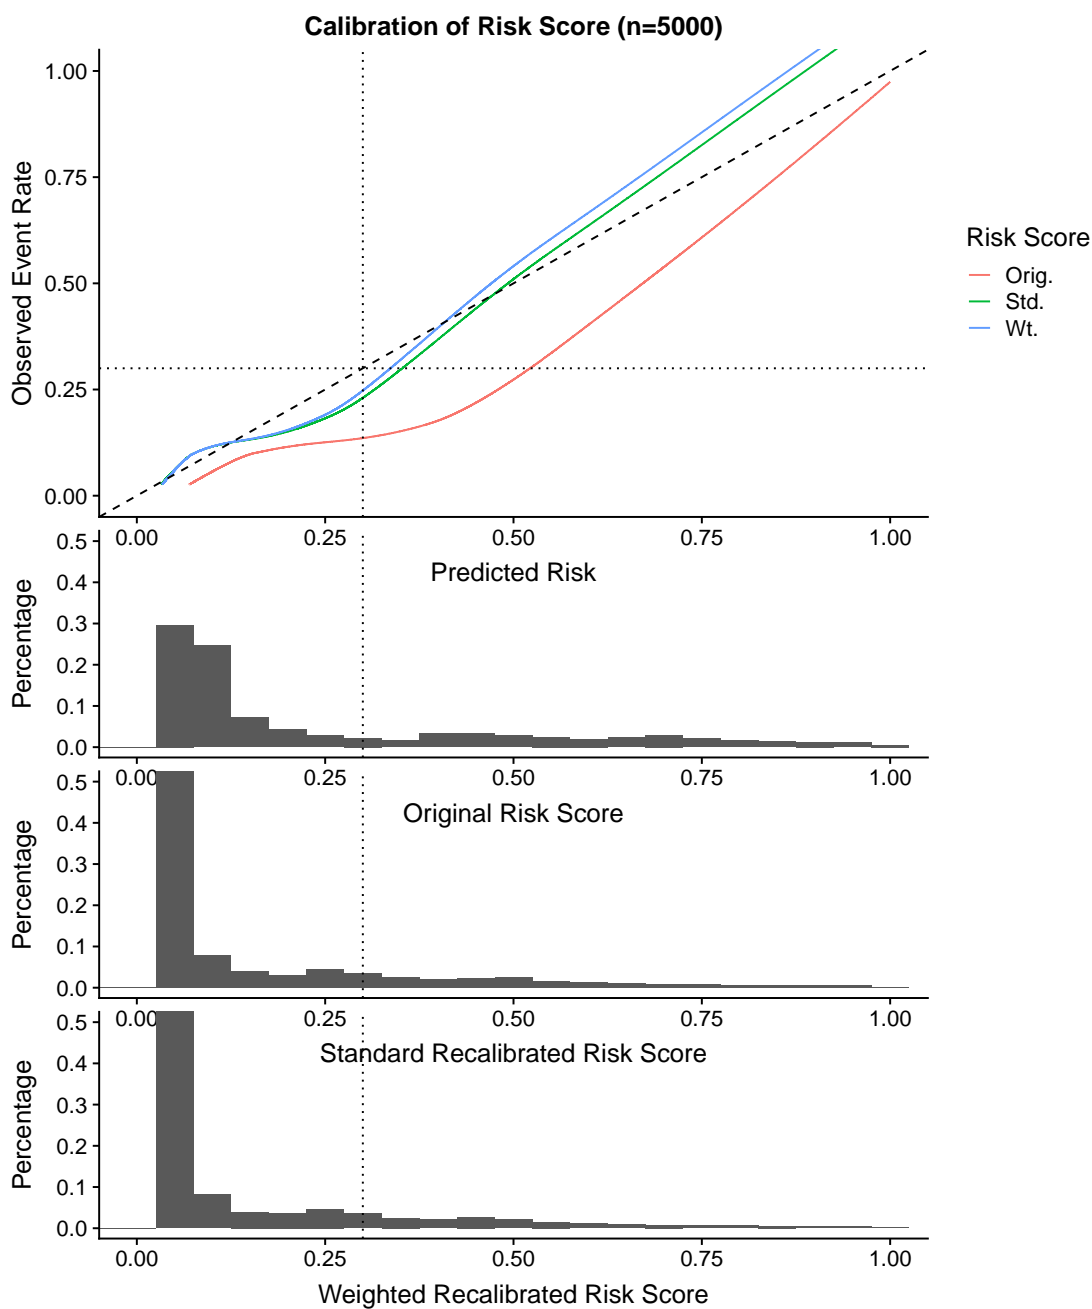 Calibration of Risk Score (n=5000)
Observed Event Rate
1.00
0.75
0.50
0.25
0.00
0.00 0.25 0.50 0.75 1.00
Predicted Risk
Risk Score
Orig.
Std.
Wt.
Percentage
0.5
0.4
0.3
0.2
0.1
0.0
0.00 0.25 0.50 0.75 1.00
Original Risk Score
Percentage
0.5
0.4
0.3
0.2
0.1
0.0
0.00 0.25 0.50 0.75 1.00
Standard Recalibrated Risk Score
Percentage
0.5
0.4
0.3
0.2
0.1
0.0
0.00 0.25 0.50 0.75 1.00
Weighted Recalibrated Risk Score